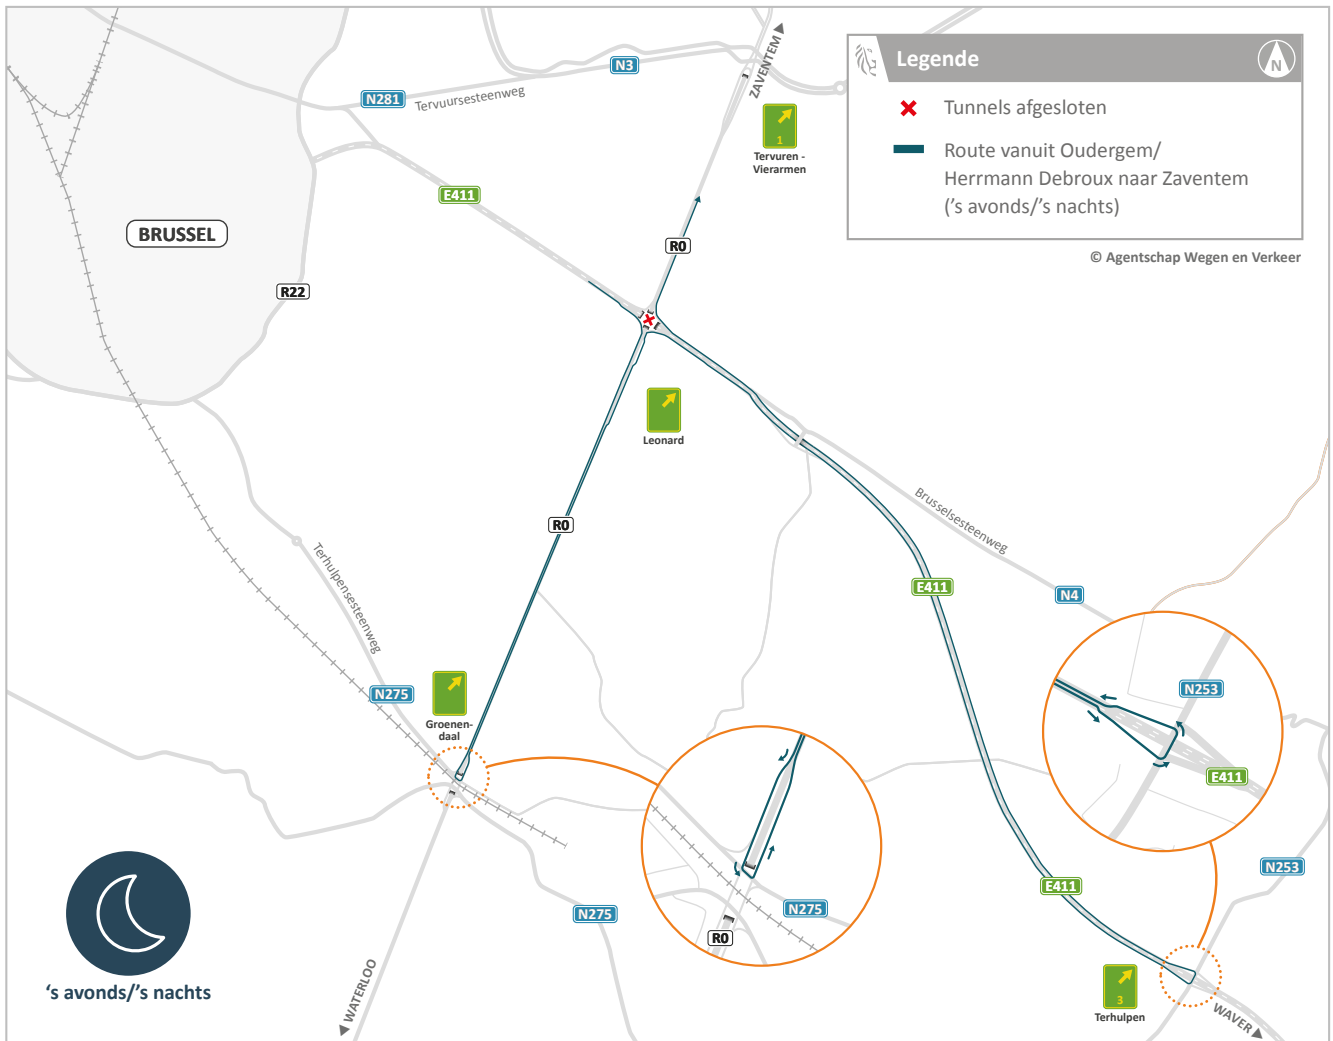 Legende
N
Tunnels afgesloten
Route vanuit Oudergem/
Herrmann Debroux naar Zaventem
('s avonds/'s nachts)
© Agentschap Wegen en Verkeer
ZAVENTEM
N3
N281
Tervuursesteenweg
1
Tervuren -
Vierarmen
E411
BRUSSEL
R0
R22
Leonard
R0
Brusselsesteenweg
Terhulpensesteenweg
E411
N4
N275
Groenen-
daal
N253
E411
N253
E411
N275
N275
R0
‘s avonds/’s nachts
WATERLOO
3
Terhulpen
WAVER